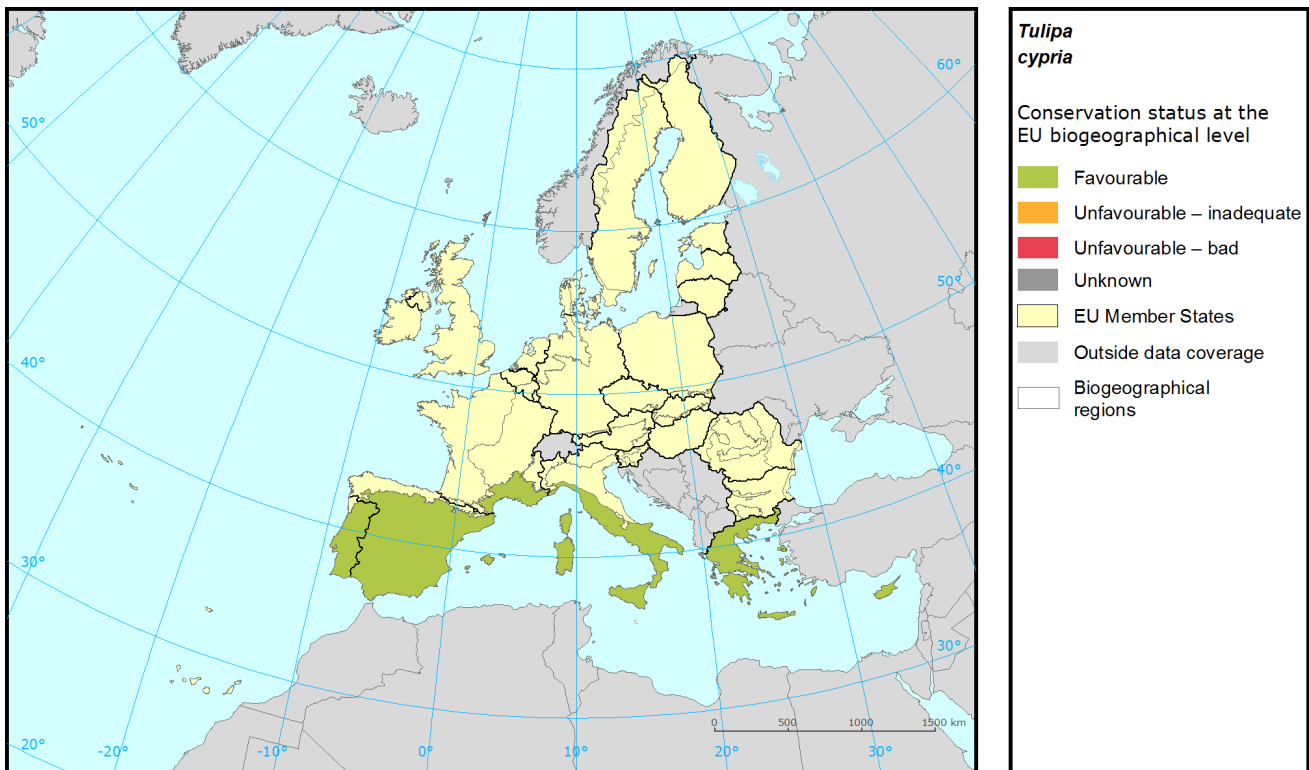 Tulipa
cypria
Conservation status at the
EU biogeographical level
Favourable
Unfavourable – inadequate
Unfavourable – bad
Unknown
EU Member States
Outside data coverage
Biogeographical
regions
60°
50°
50°
40°
40°
30°
30°
20°
-20°
-10°
0°
10°
20°
30°
0 500 1000 1500 km